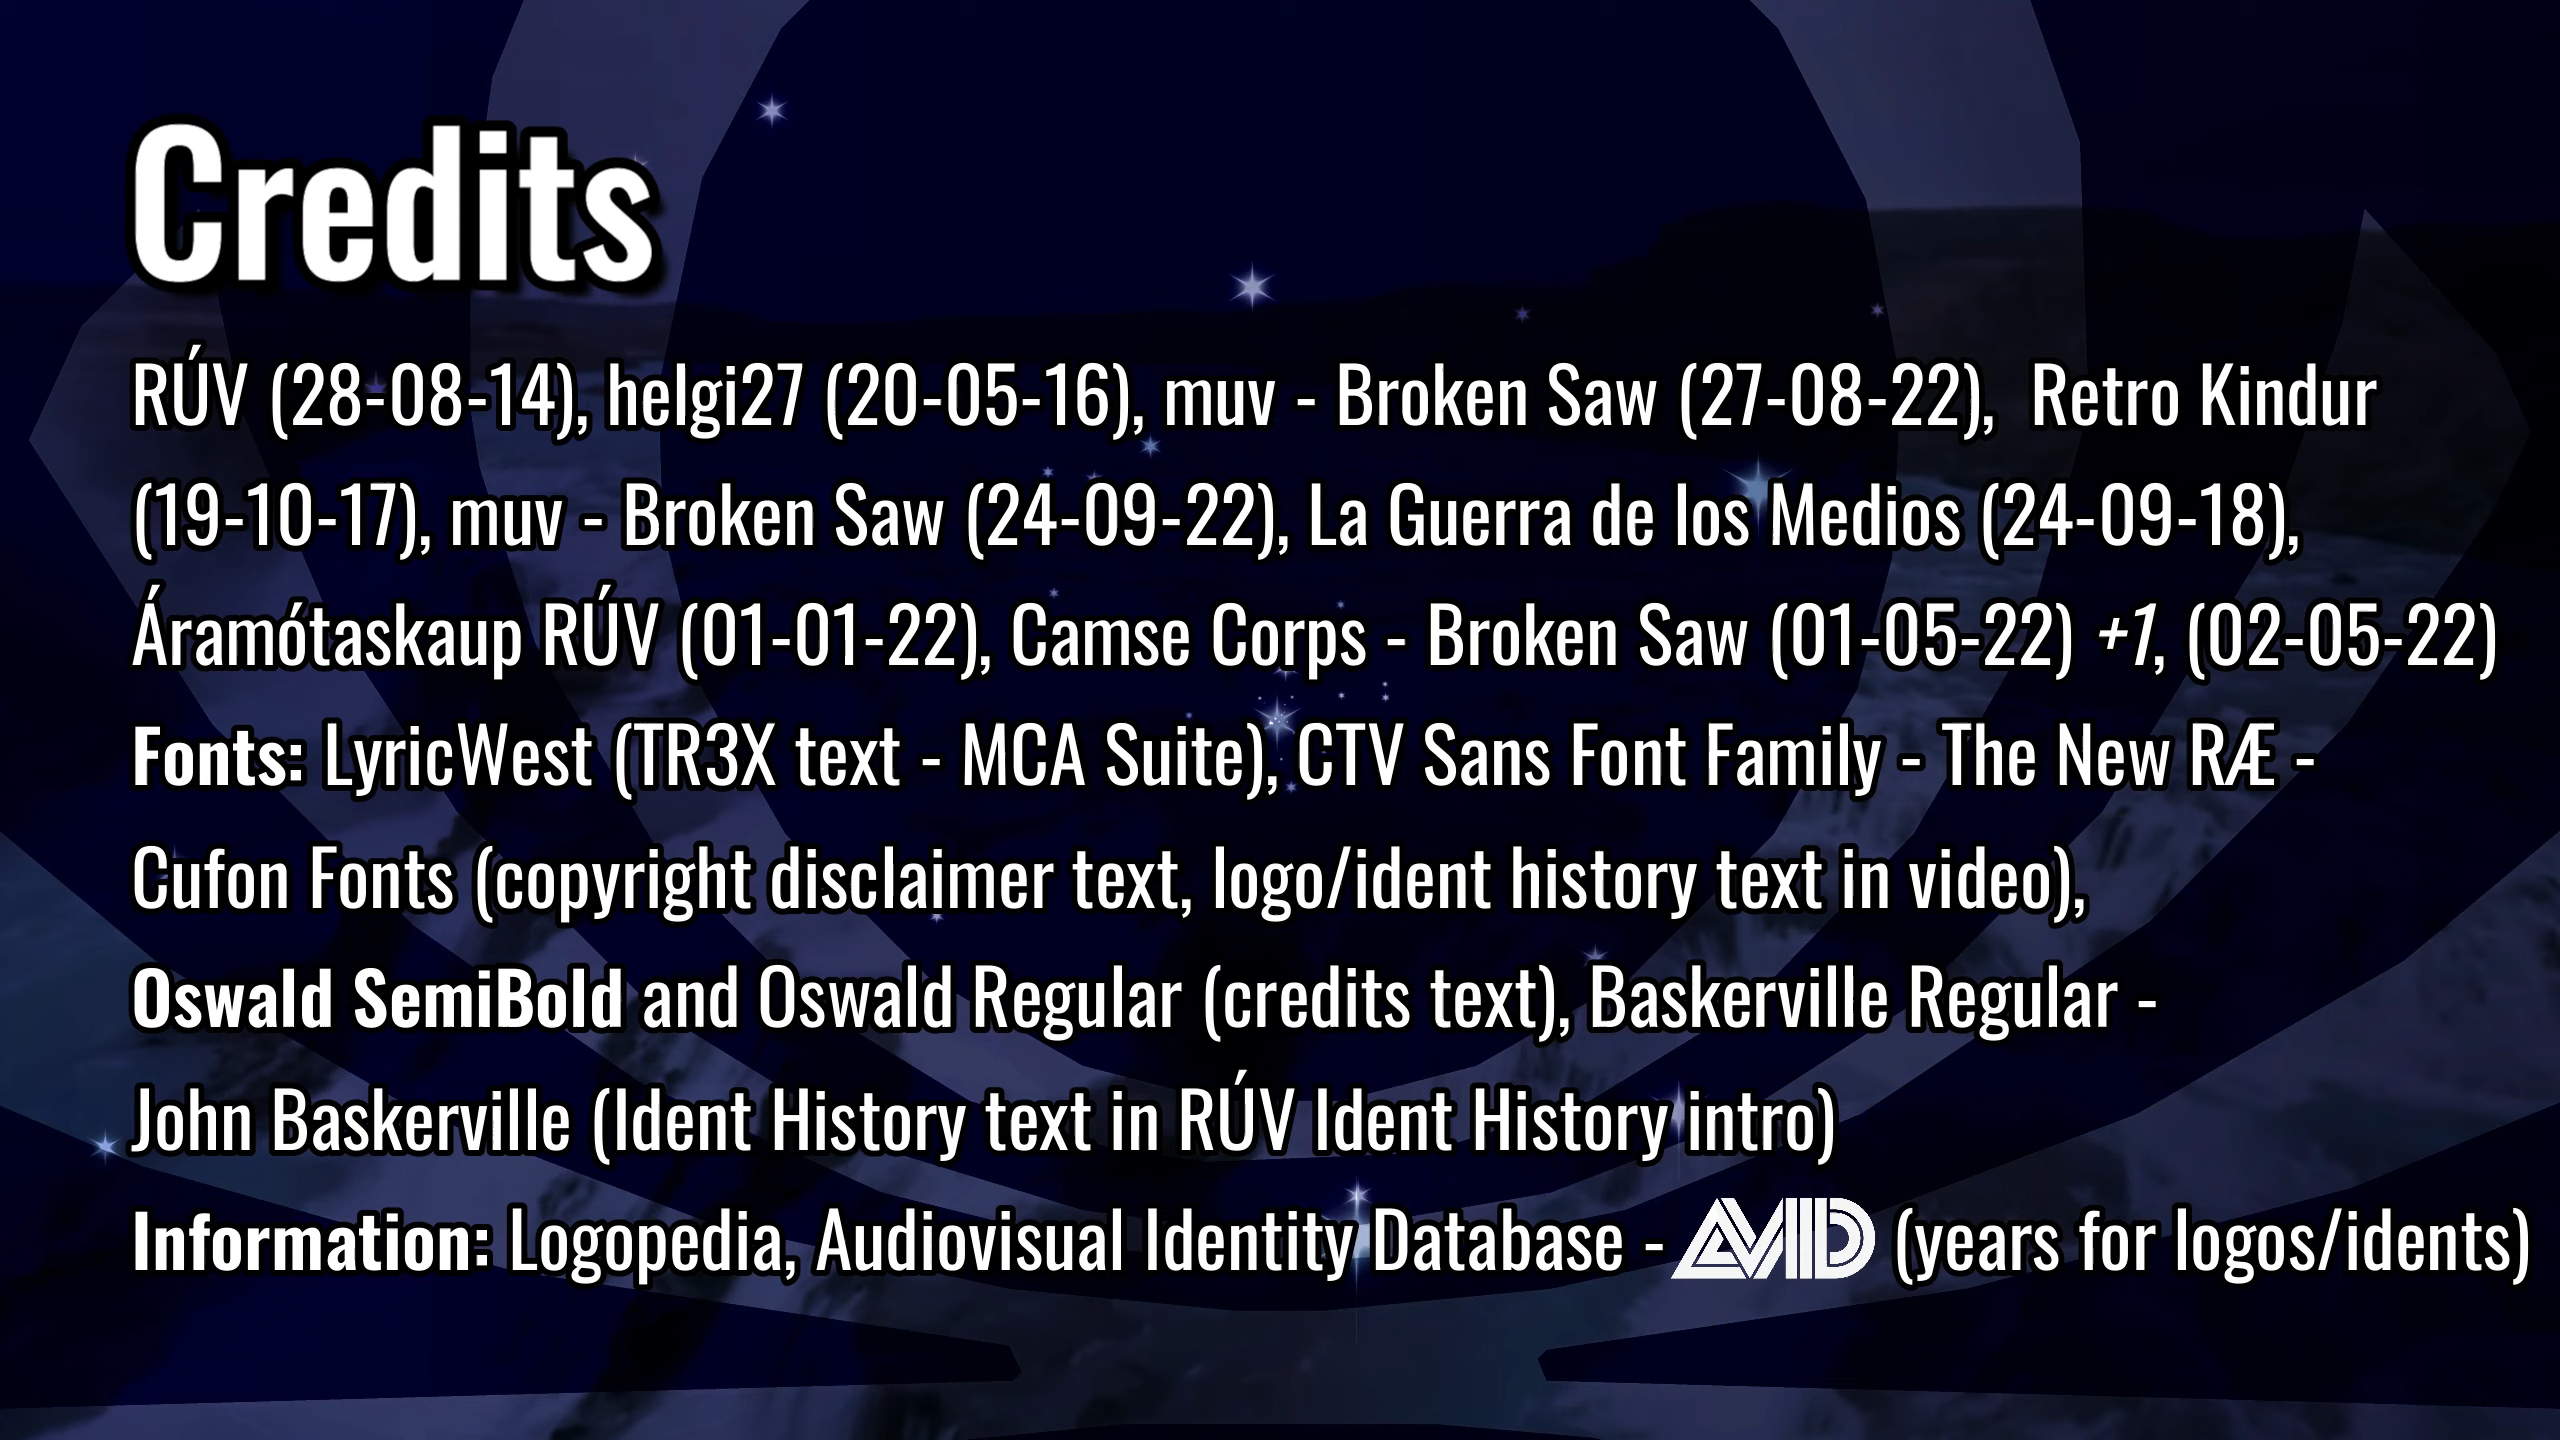 Credits
RÚV (28-08-14), helgi27 (20-05-16), muv - Broken Saw (27-08-22), Retro Kindur
(19-10-17), muv - Broken Saw (24-09-22), La Guerra de los Medios (24-09-18),
Áramótaskaup RÚV (01-01-22), Camse Corps - Broken Saw (01-05-22) +1, (02-05-22)
Fonts: LyricWest (TR3X text - MCA Suite), CTV Sans Font Family - The New RÆ -
Cufon Fonts (copyright disclaimer text, logo/ident history text in video),
Oswald SemiBold and Oswald Regular (credits text), Baskerville Regular -
John Baskerville (Ident History text in RÚV Ident History intro)
Information: Logopedia, Audiovisual Identity Database - AVID (years for logos/idents)